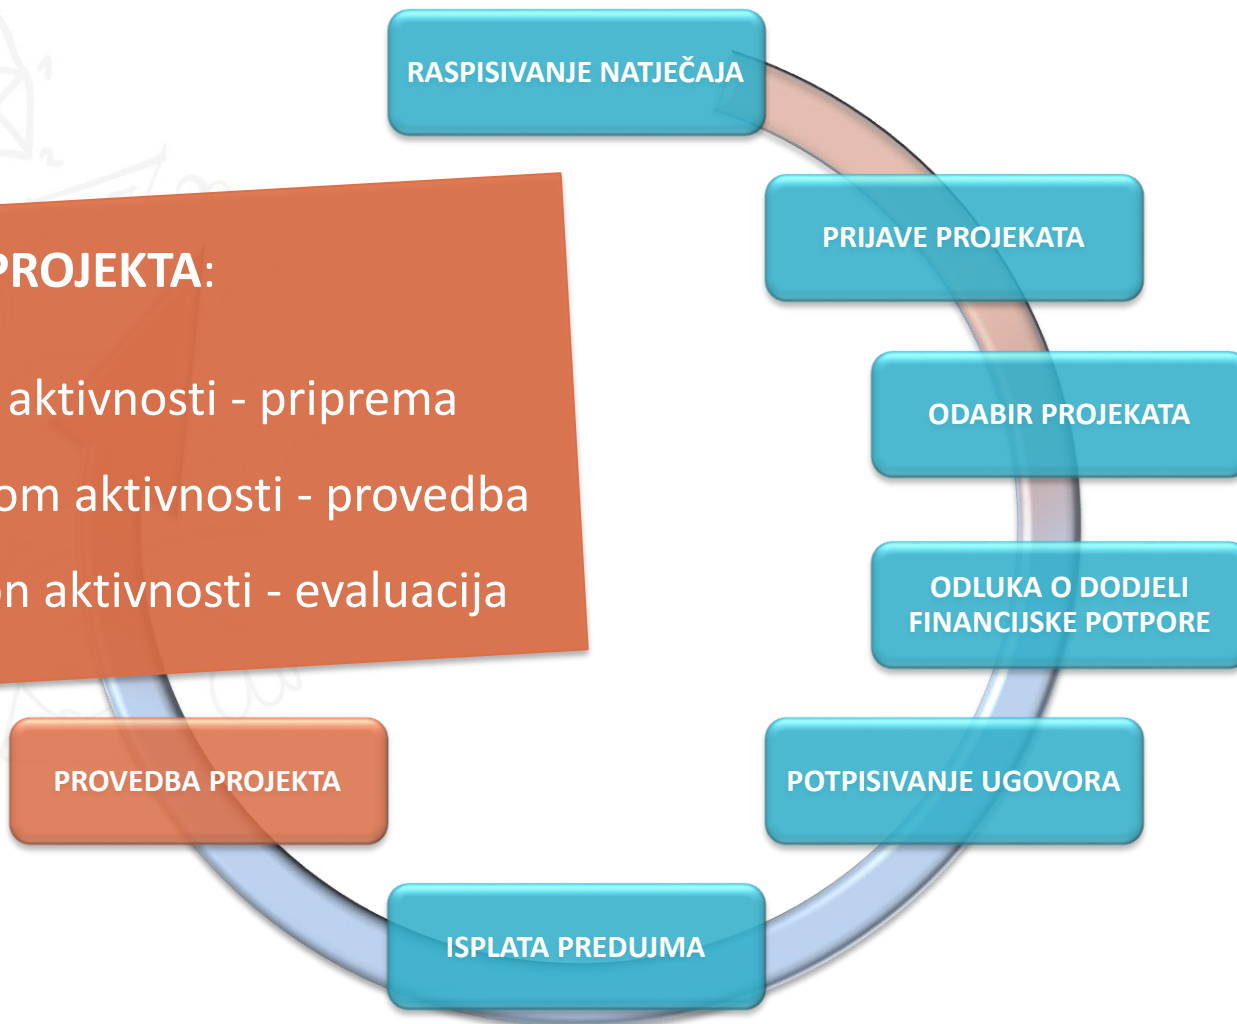 RASPISIVANJE NATJEČAJA
PRIJAVE PROJEKATA
ODABIR PROJEKATA
ODLUKA O DODJELI
FINANCIJSKE POTPORE
POTPISIVANJE UGOVORA
ISPLATA PREDUJMA
PROVEDBA PROJEKTA
PROJEKTA:
aktivnosti - priprema
aktivnosti - provedba
aktivnosti - evaluacija